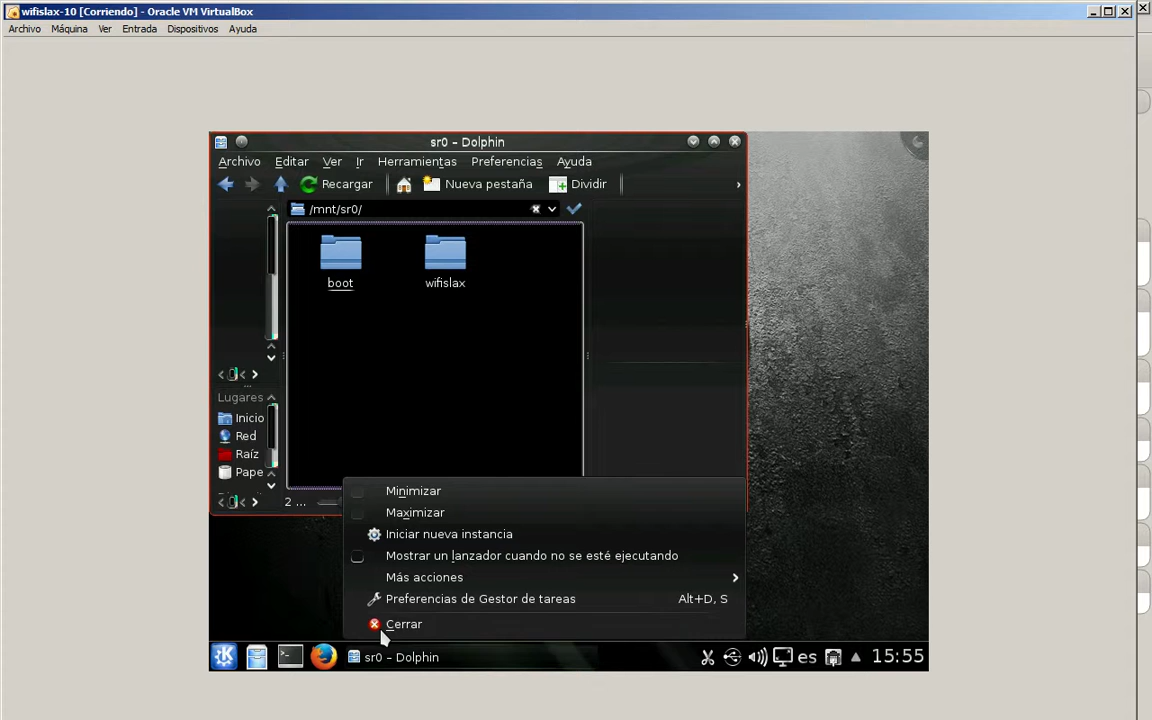 wifislax-10 [Corriendo] - Oracle VM VirtualBox
Archivo Máquina Ver Entrada Dispositivos Ayuda
sr0 – Dolphin
Archivo Editar Ver Ir Herramientas Preferencias Ayuda
Recargar Nueva pestaña Dividir
/mnt/sr0/
boot wifislax
Lugares
Inicio
Red
Raíz
Pape
2 ...
Minimizar
Maximizar
Iniciar nueva instancia
Mostrar un lanzador cuando no se esté ejecutando
Más acciones
Preferencias de Gestor de tareas Alt+D, S
Cerrar
sr0 – Dolphin es 15:55